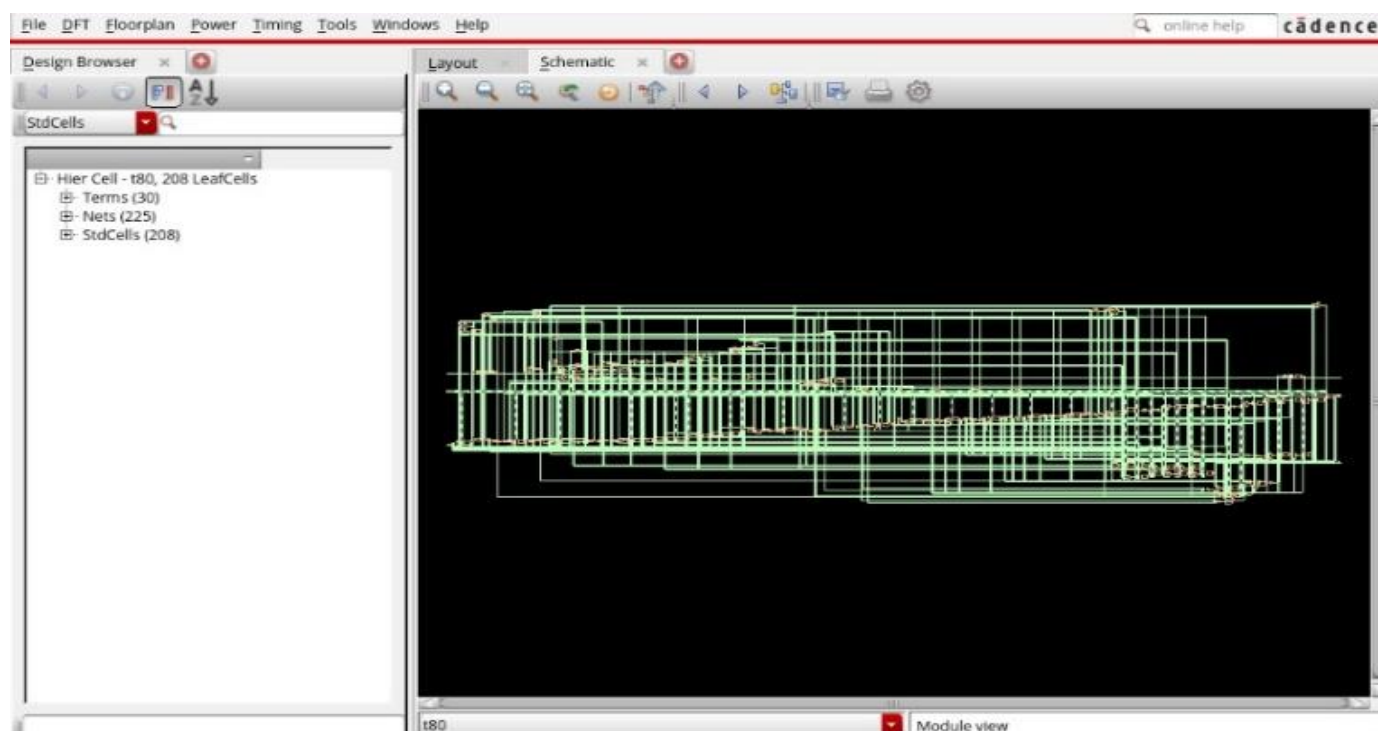 File DFT Floorplan Power Timing Tools Windows Help online help cādence
Design Browser Layout Schematic
StdCells
Hier Cell - t80, 208 LeafCells
Terms (30)
Nets (225)
StdCells (208)
t80 Module view